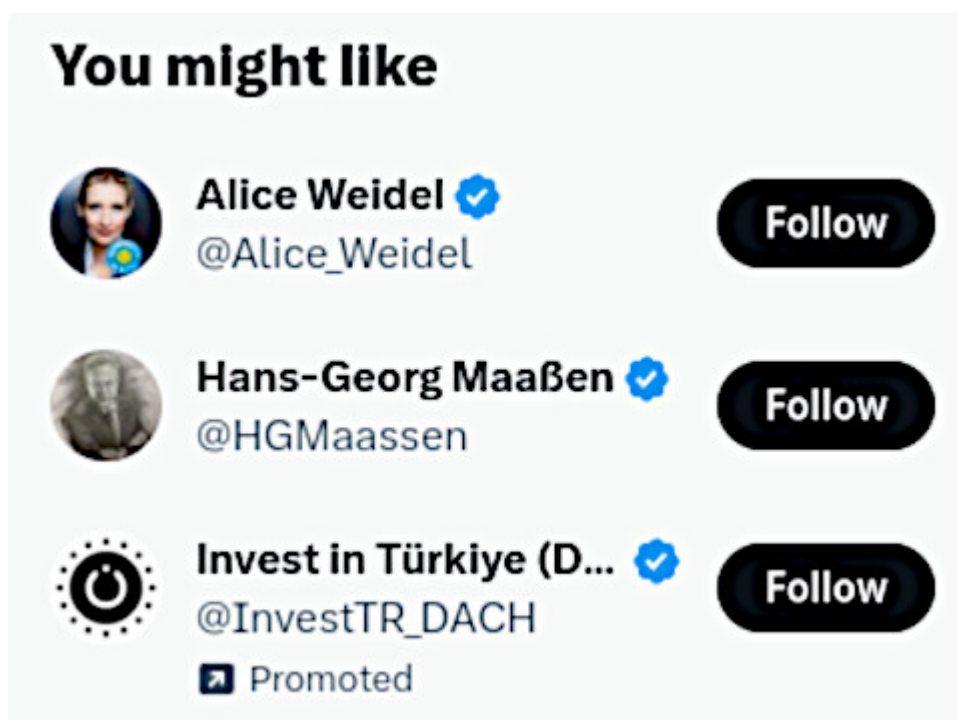 You might like
Alice Weidel
@Alice_Weidel
Follow
Hans-Georg Maaßen
@HGMaassen
Follow
Invest in Türkiye (D...
@InvestTR_DACH
Follow
Promoted